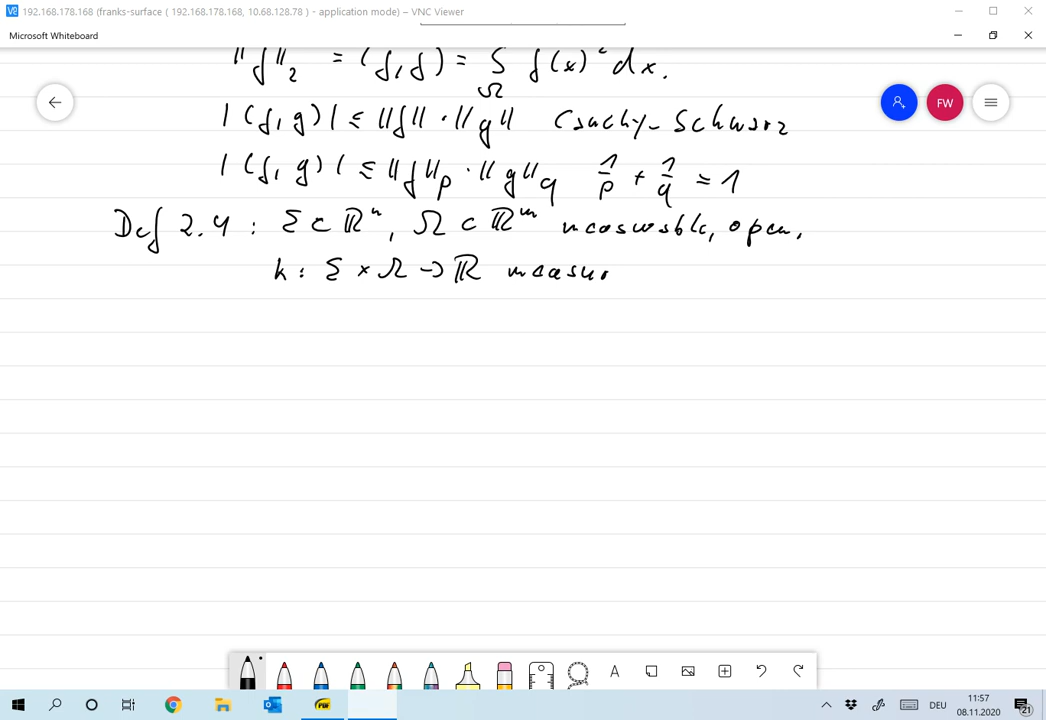 192.168.178.168 (franks-surface ( 192.168.178.168, 10.68.128.78 ) - application mode) – VNC Viewer
Microsoft Whiteboard
‖f‖₂ = (f,f) = ∫_Ω f(x)² dx.
|(f,g)| ≤ ‖f‖·‖g‖ Cauchy-Schwarz
|(f,g)| ≤ ‖f‖_p·‖g‖_q 1/p + 1/q = 1
FW
Def 2.4 : Σ ⊂ ℝⁿ, Ω ⊂ ℝᵐ measurable, open,
k: Σ × Ω → ℝ measur
A
DEU
11:57
08.11.2020
21